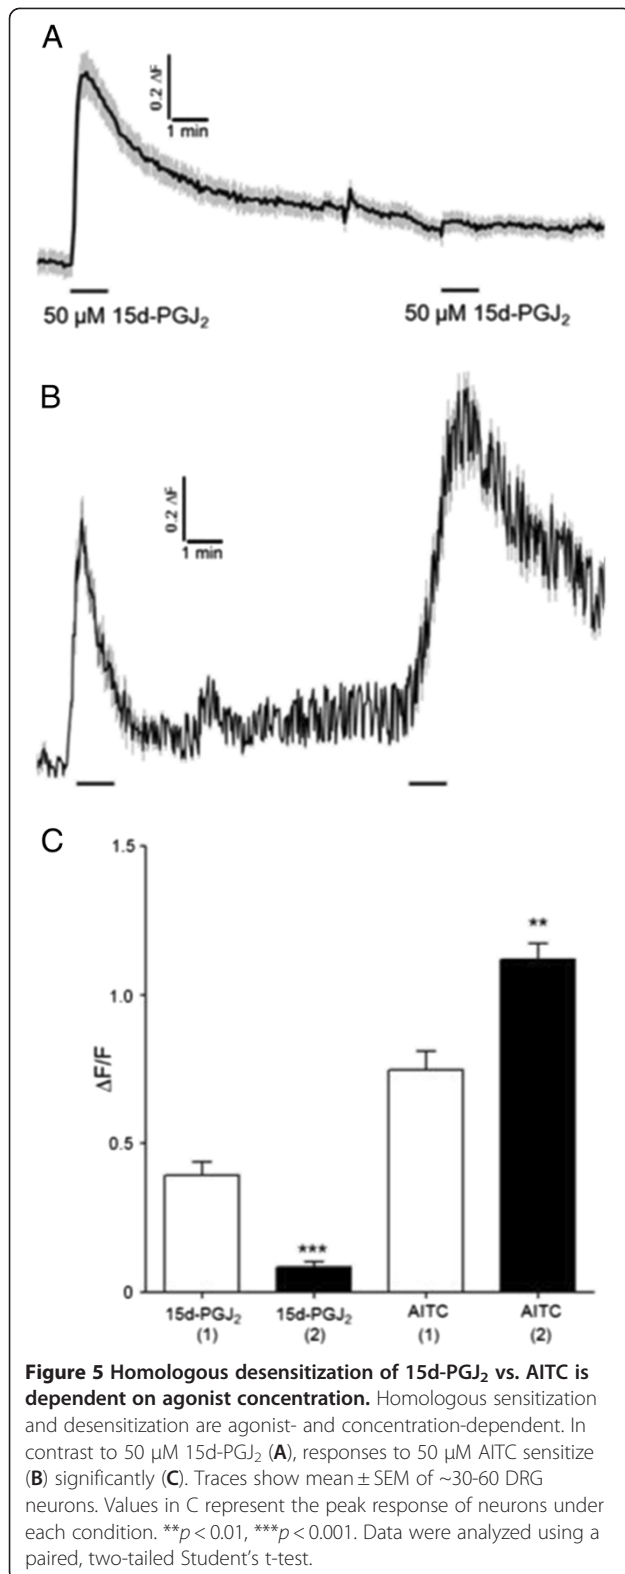 A
0.2 ΔF
1 min
50 µM 15d-PGJ₂ 50 µM 15d-PGJ₂
B
0.2 ΔF
1 min
C
1.5
1.0
0.5
0
ΔF/F
***
**
15d-PGJ₂ 15d-PGJ₂ AITC AITC
(1) (2) (1) (2)
Figure 5 Homologous desensitization of 15d-PGJ₂ vs. AITC is
dependent on agonist concentration. Homologous sensitization
and desensitization are agonist- and concentration-dependent. In
contrast to 50 µM 15d-PGJ₂ (A), responses to 50 µM AITC sensitize
(B) significantly (C). Traces show mean ± SEM of ~30-60 DRG
neurons. Values in C represent the peak response of neurons under
each condition. **p < 0.01, ***p < 0.001. Data were analyzed using a
paired, two-tailed Student’s t-test.